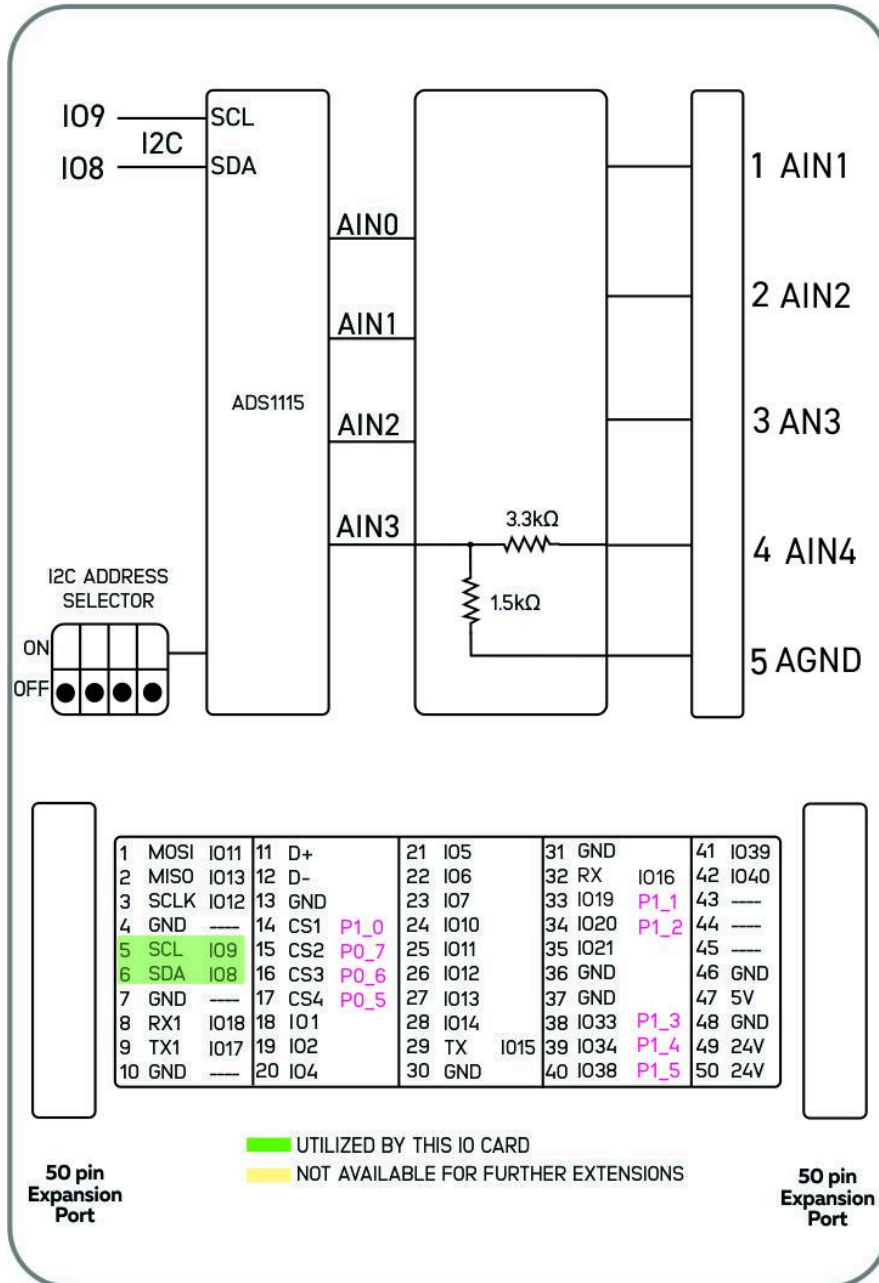 IO9 SCL
I2C
IO8 SDA
1 AIN1
AIN0
2 AIN2
AIN1
ADS1115
3 AN3
AIN2
3.3kΩ
AIN3
4 AIN4
I2C ADDRESS
SELECTOR
1.5kΩ
ON
5 AGND
OFF
1 MOSI IO11 11 D+ 21 IO5 31 GND 41 IO39
2 MISO IO13 12 D- 22 IO6 32 RX IO16 42 IO40
3 SCLK IO12 13 GND 23 IO7 33 IO19 P1_1 43 ----
4 GND ---- 14 CS1 P1_0 24 IO10 34 IO20 P1_2 44 ----
5 SCL IO9 15 CS2 P0_7 25 IO11 35 IO21 45 ----
6 SDA IO8 16 CS3 P0_6 26 IO12 36 GND 46 GND
7 GND ---- 17 CS4 P0_5 27 IO13 37 GND 47 5V
8 RX1 IO18 18 IO1 28 IO14 38 IO33 P1_3 48 GND
9 TX1 IO17 19 IO2 29 TX IO15 39 IO34 P1_4 49 24V
10 GND ---- 20 IO4 30 GND 40 IO38 P1_5 50 24V
UTILIZED BY THIS IO CARD
NOT AVAILABLE FOR FURTHER EXTENSIONS
50 pin
Expansion
Port
50 pin
Expansion
Port